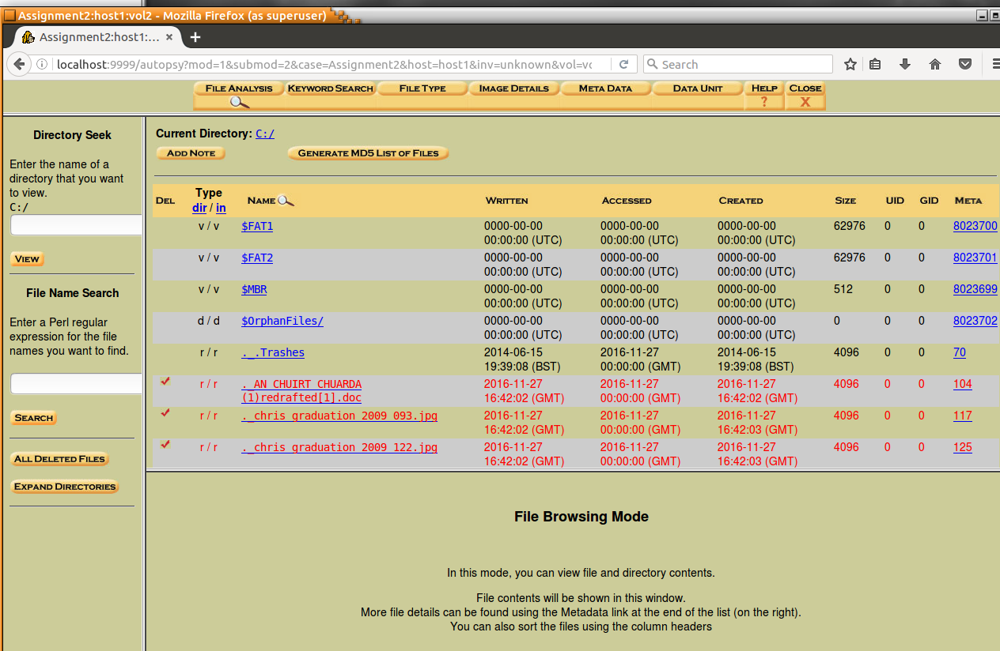 Assignment2:host1:vol2 - Mozilla Firefox (as superuser)
Assignment2:host1:...
localhost:9999/autopsy?mod=1&submod=2&case=Assignment2&host=host1&inv=unknown&vol=vo
Search
FILE ANALYSIS KEYWORD SEARCH FILE TYPE IMAGE DETAILS META DATA DATA UNIT HELP CLOSE
? X
Directory Seek
Enter the name of a
directory that you want
to view.
C:/
VIEW
File Name Search
Enter a Perl regular
expression for the file
names you want to find.
SEARCH
ALL DELETED FILES
EXPAND DIRECTORIES
Current Directory: C:/
ADD NOTE GENERATE MD5 LIST OF FILES
DEL Type NAME WRITTEN ACCESSED CREATED SIZE UID GID META
dir / in
v / v $FAT1 0000-00-00 0000-00-00 0000-00-00 62976 0 0 8023700
00:00:00 (UTC) 00:00:00 (UTC) 00:00:00 (UTC)
v / v $FAT2 0000-00-00 0000-00-00 0000-00-00 62976 0 0 8023701
00:00:00 (UTC) 00:00:00 (UTC) 00:00:00 (UTC)
v / v $MBR 0000-00-00 0000-00-00 0000-00-00 512 0 0 8023699
00:00:00 (UTC) 00:00:00 (UTC) 00:00:00 (UTC)
d / d $OrphanFiles/ 0000-00-00 0000-00-00 0000-00-00 0 0 0 8023702
00:00:00 (UTC) 00:00:00 (UTC) 00:00:00 (UTC)
r / r ._.Trashes 2014-06-15 2016-11-27 2014-06-15 4096 0 0 70
19:39:08 (BST) 00:00:00 (GMT) 19:39:08 (BST)
r / r ._AN CHUIRT CHUARDA 2016-11-27 2016-11-27 2016-11-27 4096 0 0 104
(1)redrafted[1].doc 16:42:02 (GMT) 00:00:00 (GMT) 16:42:02 (GMT)
r / r ._chris graduation 2009 093.jpg 2016-11-27 2016-11-27 2016-11-27 4096 0 0 117
16:42:02 (GMT) 00:00:00 (GMT) 16:42:03 (GMT)
r / r ._chris graduation 2009 122.jpg 2016-11-27 2016-11-27 2016-11-27 4096 0 0 125
16:42:02 (GMT) 00:00:00 (GMT) 16:42:03 (GMT)
File Browsing Mode
In this mode, you can view file and directory contents.
File contents will be shown in this window.
More file details can be found using the Metadata link at the end of the list (on the right).
You can also sort the files using the column headers